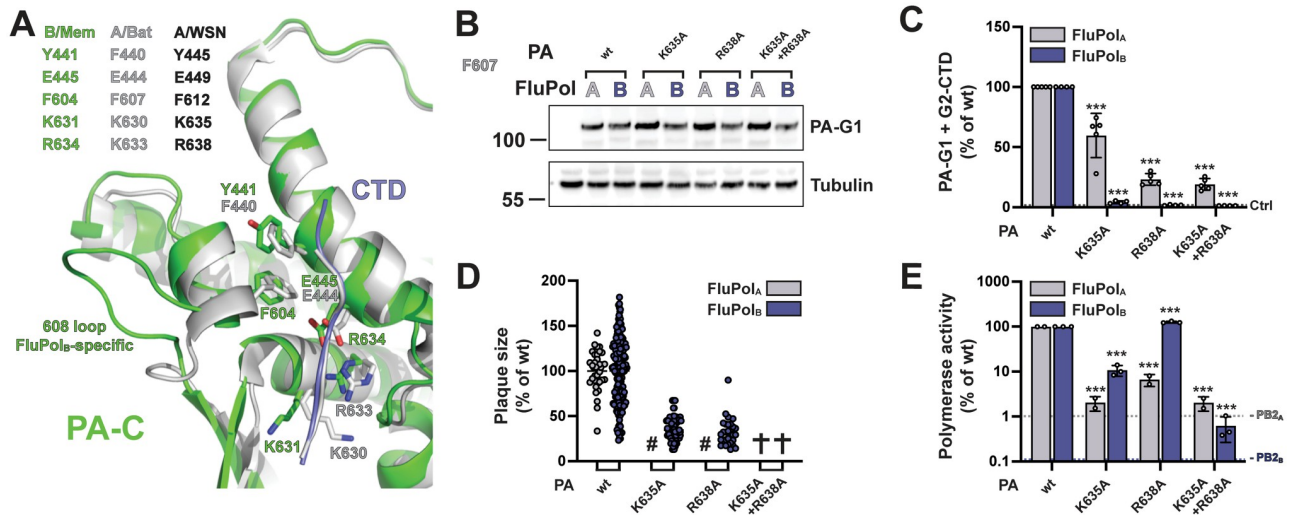 A
B/Mem A/Bat A/WSN
Y441 F440 Y445
E445 E444 E449
F604 F607 F612
K631 K630 K635
R634 K633 R638
Y441
F440
CTD
E445
E444
F604
F607
608 loop
FluPolB-specific
R634
R633
PA-C
K631
K630
B
PA
wt K635A R638A K635A
+R638A
FluPol A B A B A B A B
100
PA-G1
55
Tubulin
C
FluPolA
FluPolB
PA-G1 + G2-CTD
(% of wt)
150
100
50
0
***
***
***
***
***
***
Ctrl
PA
wt K635A R638A K635A
+R638A
D
FluPolA
FluPolB
Plaque size
(% of wt)
200
150
100
50
0
# # † †
PA
wt K635A R638A K635A
+R638A
E
FluPolA
FluPolB
Polymerase activity
(% of wt)
1000
100
10
1
0.1
***
***
***
***
***
***
- PB2A
- PB2B
PA
wt K635A R638A K635A
+R638A